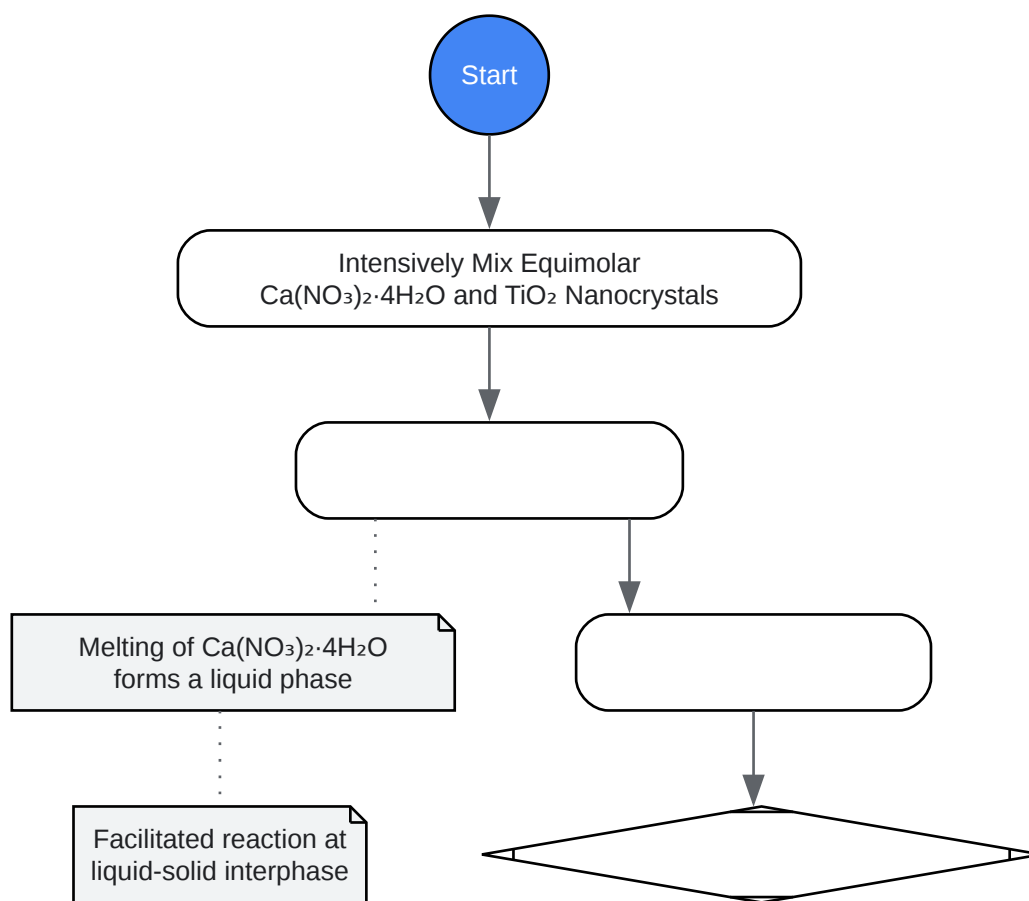 Start
Intensively Mix Equimolar
Ca(NO₃)₂·4H₂O and TiO₂ Nanocrystals
Melting of Ca(NO₃)₂·4H₂O
forms a liquid phase
Facilitated reaction at
liquid-solid interphase